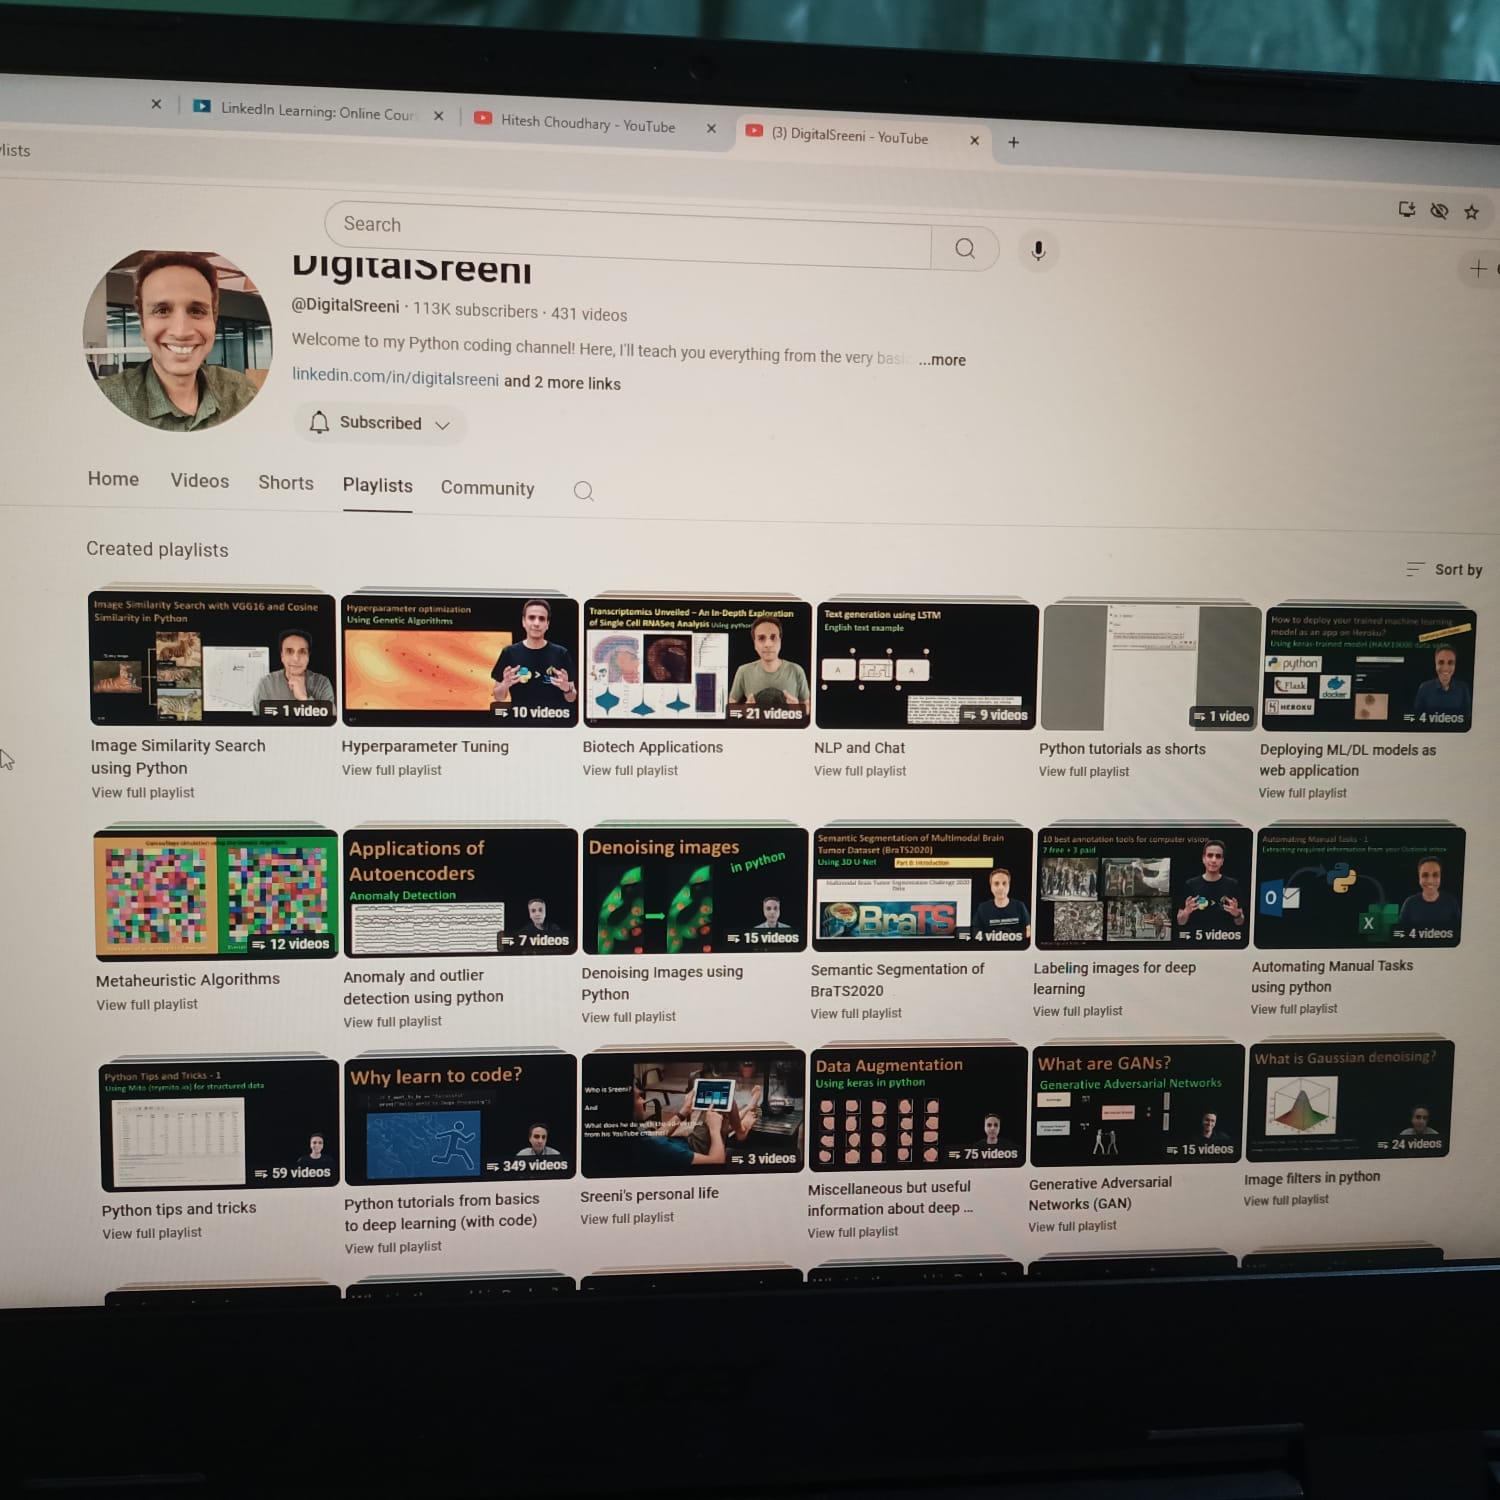 LinkedIn Learning: Online Cour
Hitesh Choudhary - YouTube
(3) DigitalSreeni - YouTube
lists
Search
DigitalSreeni
@DigitalSreeni · 113K subscribers · 431 videos
Welcome to my Python coding channel! Here, I'll teach you everything from the very basi ...more
linkedin.com/in/digitalsreeni and 2 more links
Subscribed
Home Videos Shorts Playlists Community
Created playlists
Sort by
Image Similarity Search with VGG16 and Cosine
Similarity in Python
1 video
Hyperparameter optimization
Using Genetic Algorithms
10 videos
Transcriptomics Unveiled – An In-Depth Exploration
of Single Cell RNASeq Analysis Using python
21 videos
Text generation using LSTM
English text example
A A
9 videos
1 video
How to deploy your trained machine learning
model as an app on Heroku?
Using keras trained model (HAM10000 data
python
Flask
docker
HEROKU
4 videos
Image Similarity Search
using Python
View full playlist
Hyperparameter Tuning
View full playlist
Biotech Applications
View full playlist
NLP and Chat
View full playlist
Python tutorials as shorts
View full playlist
Deploying ML/DL models as
web application
View full playlist
12 videos
Applications of
Autoencoders
Anomaly Detection
7 videos
Denoising images
in python
15 videos
Semantic Segmentation of Multimodal Brain
Tumor Dataset (BraTS2020)
Using 3D U-Net
Multimodal Brain Tumor Segmentation Challenge 2020
Data
BraTS
4 videos
10 best annotation tools for computer vision
7 free + 3 paid
5 videos
Automating Manual Tasks - 1
Extracting required information from your Outlook inbox
4 videos
Metaheuristic Algorithms
View full playlist
Anomaly and outlier
detection using python
View full playlist
Denoising Images using
Python
View full playlist
Semantic Segmentation of
BraTS2020
View full playlist
Labeling images for deep
learning
View full playlist
Automating Manual Tasks
using python
View full playlist
Python Tips and Tricks - 1
Using Mito (trymito.io) for structured data
59 videos
Why learn to code?
349 videos
Who is Sreeni?
And
What does he do with the
from his YouTube channel?
3 videos
Data Augmentation
Using keras in python
75 videos
What are GANs?
Generative Adversarial Networks
15 videos
What is Gaussian denoising?
24 videos
Python tips and tricks
View full playlist
Python tutorials from basics
to deep learning (with code)
View full playlist
Sreeni's personal life
View full playlist
Miscellaneous but useful
information about deep ...
View full playlist
Generative Adversarial
Networks (GAN)
View full playlist
Image filters in python
View full playlist